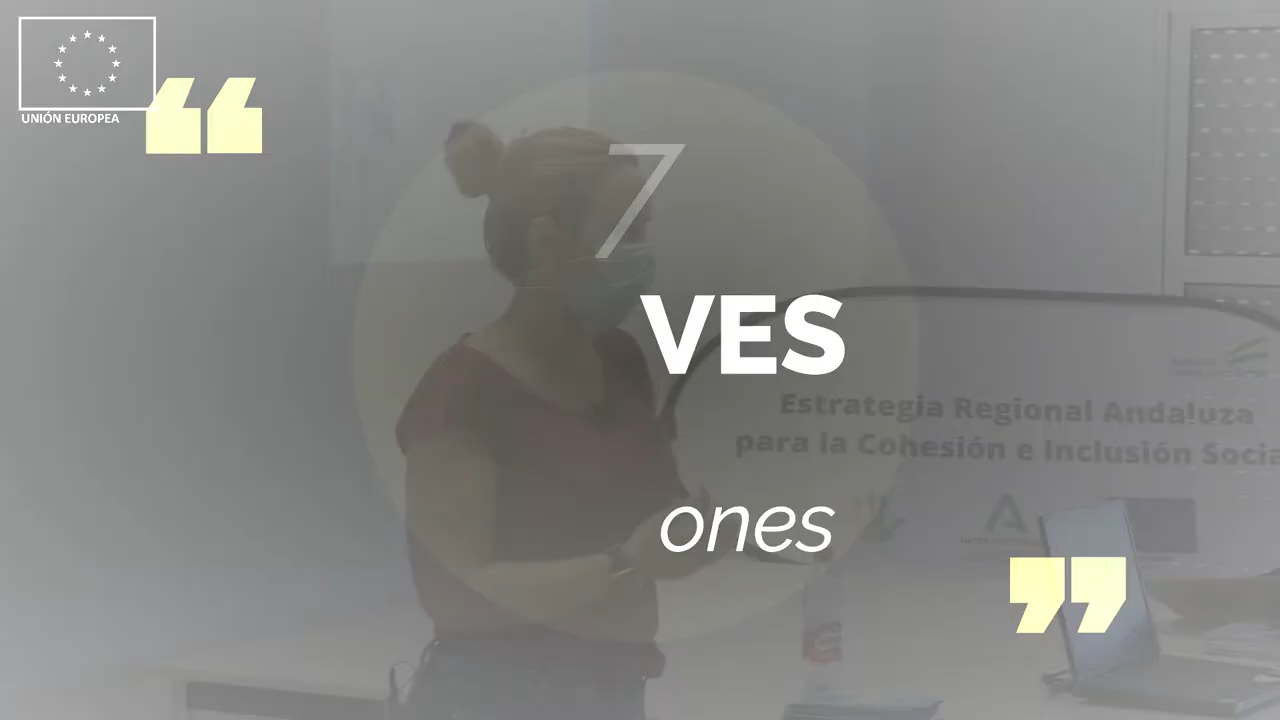 UNIÓN EUROPEA
“
7
VES
Estrategia Regional Andaluza
para la Cohesión e Inclusión Socia
ones
”